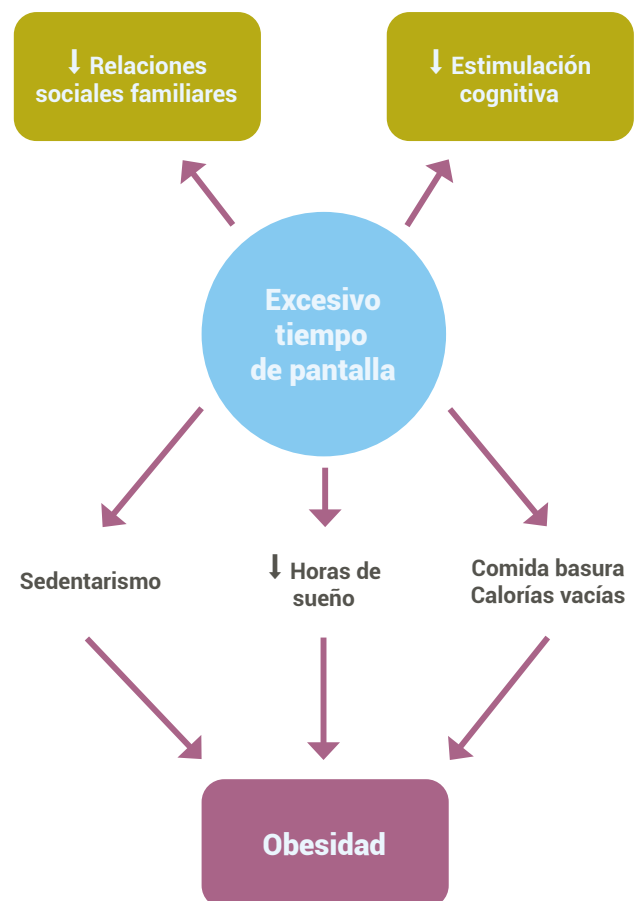 ⬇ Relaciones
sociales familiares
⬇ Estimulación
cognitiva
Excesivo
tiempo
de pantalla
Sedentarismo
⬇ Horas de
sueño
Comida basura
Calorías vacías
Obesidad